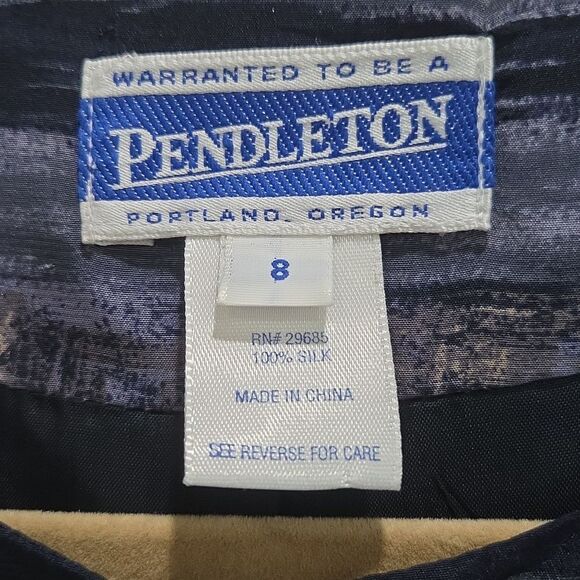 WARRANTED TO BE A
PENDLETON
PORTLAND, OREGON
8
RN# 29685
100% SILK
MADE IN CHINA
SEE REVERSE FOR CARE